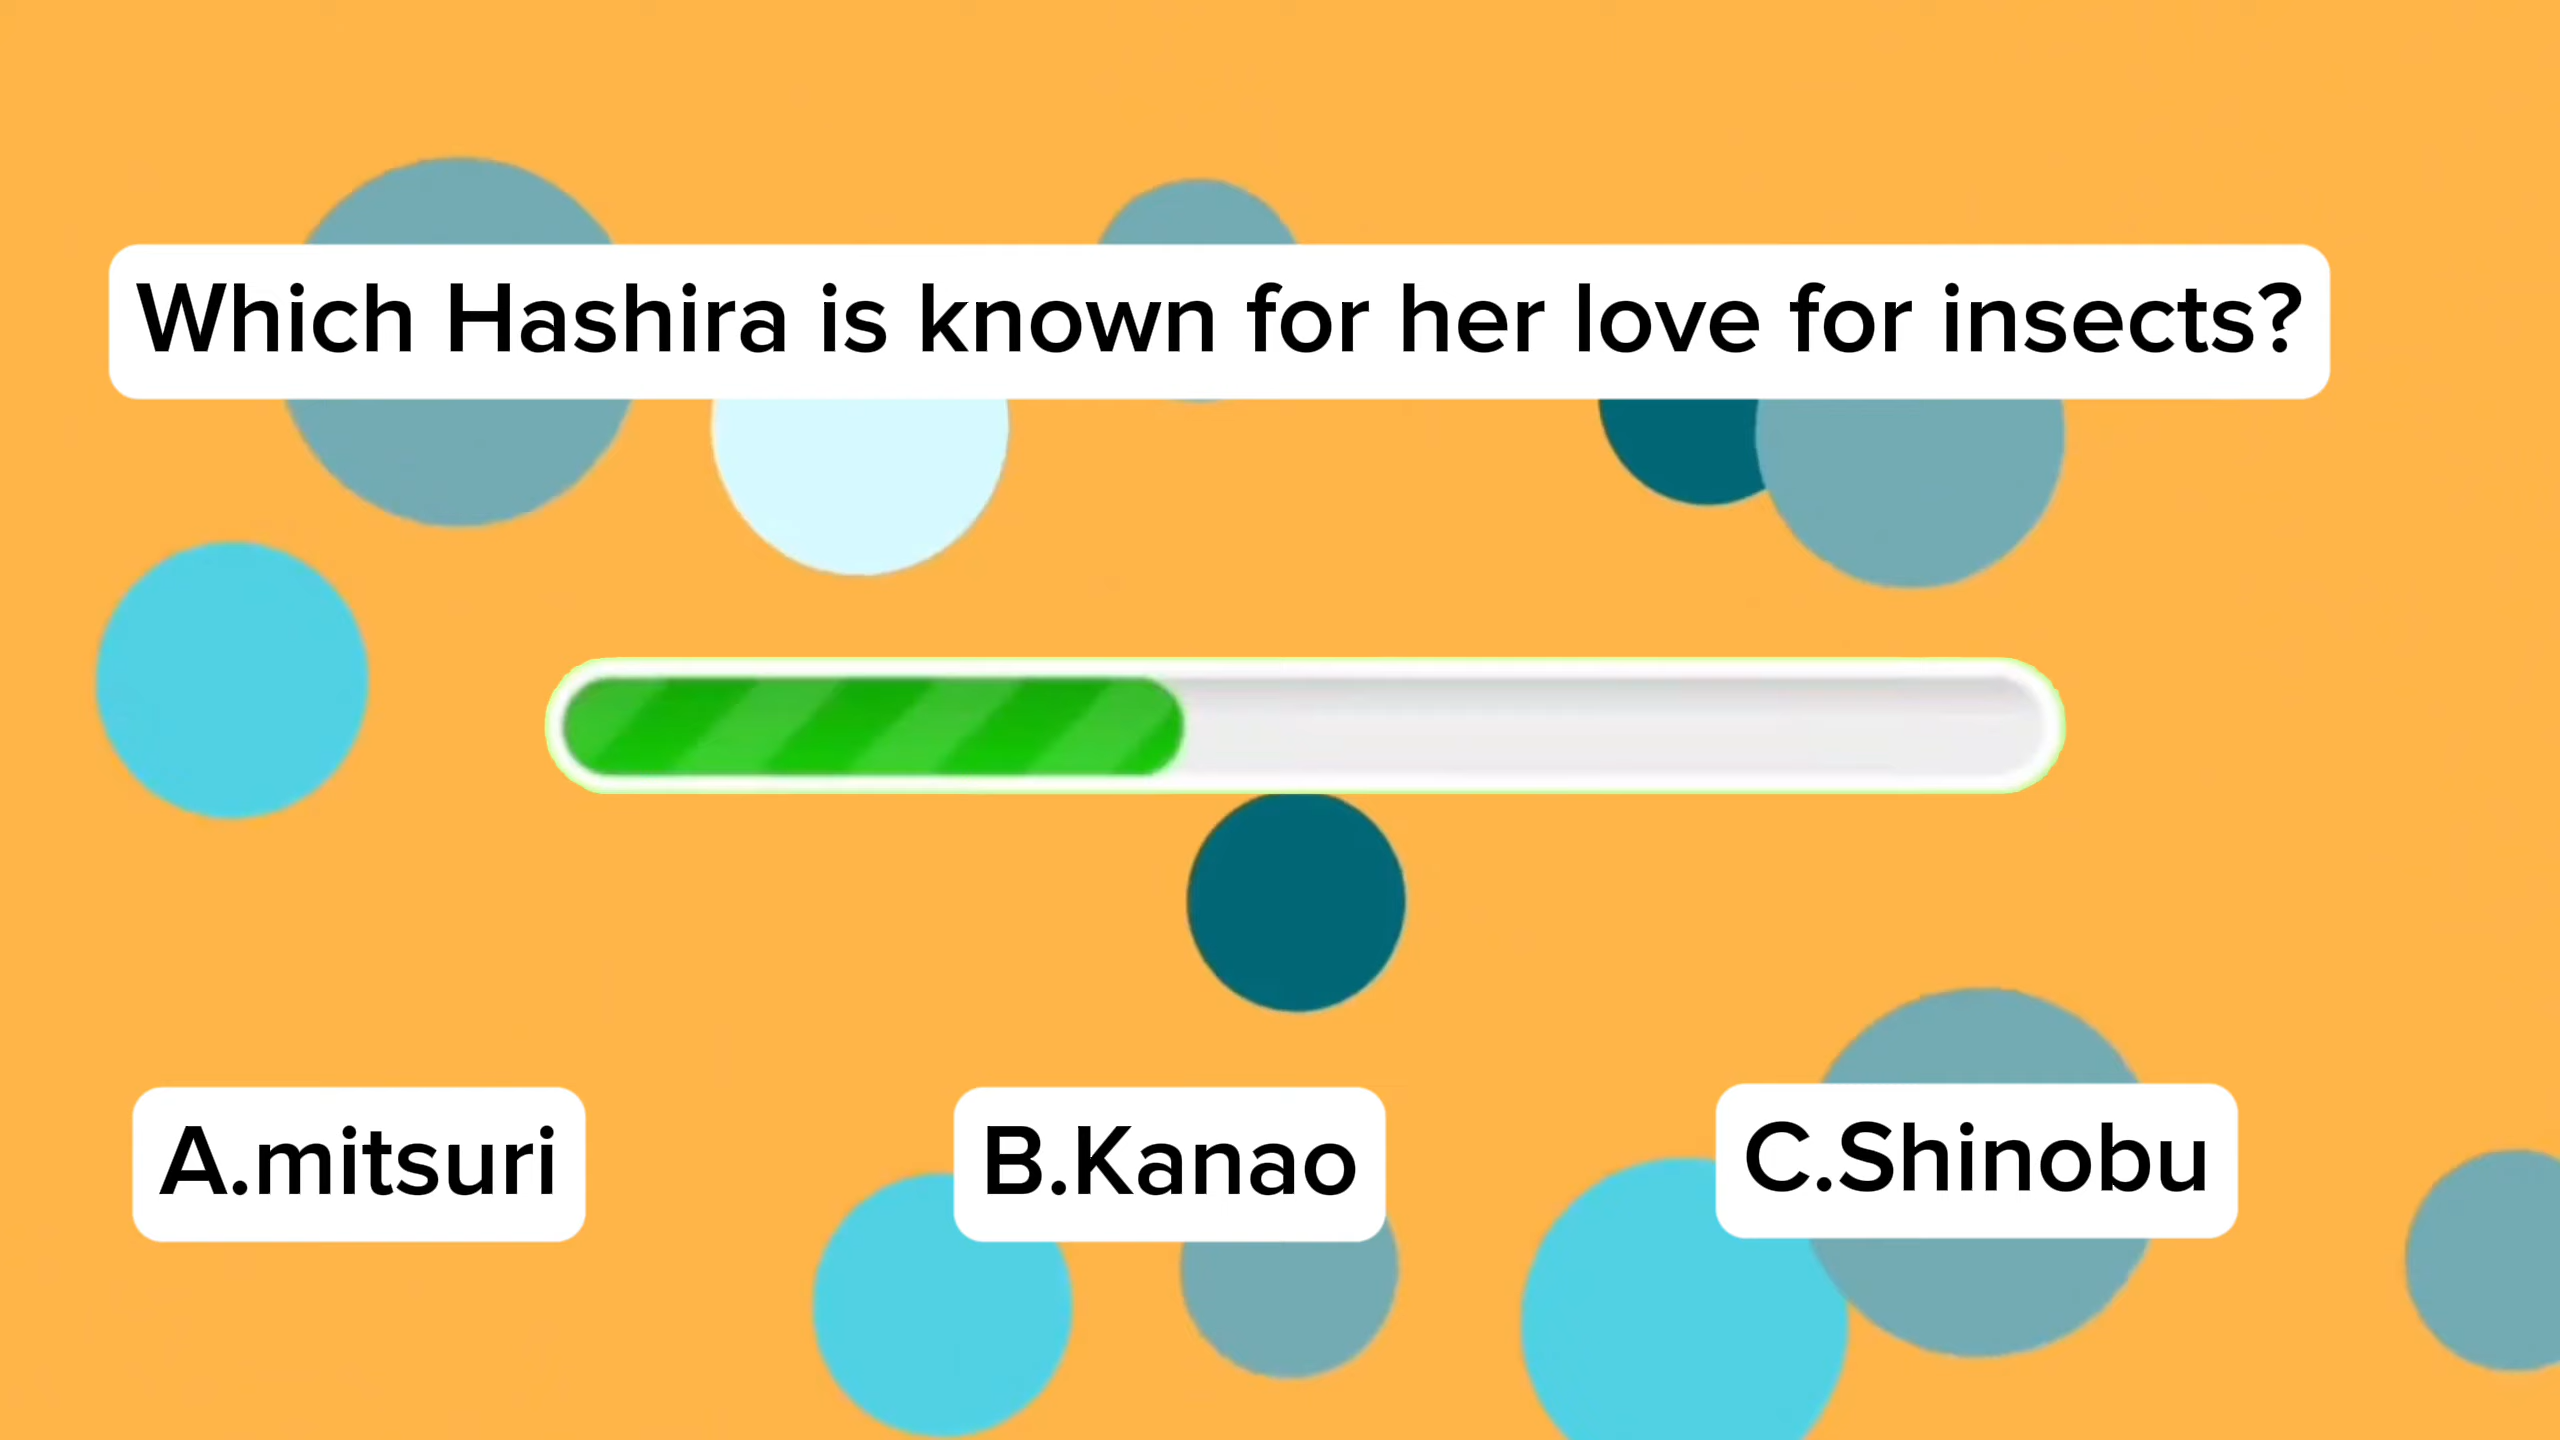 Which Hashira is known for her love for insects?
A.mitsuri
B.Kanao
C.Shinobu